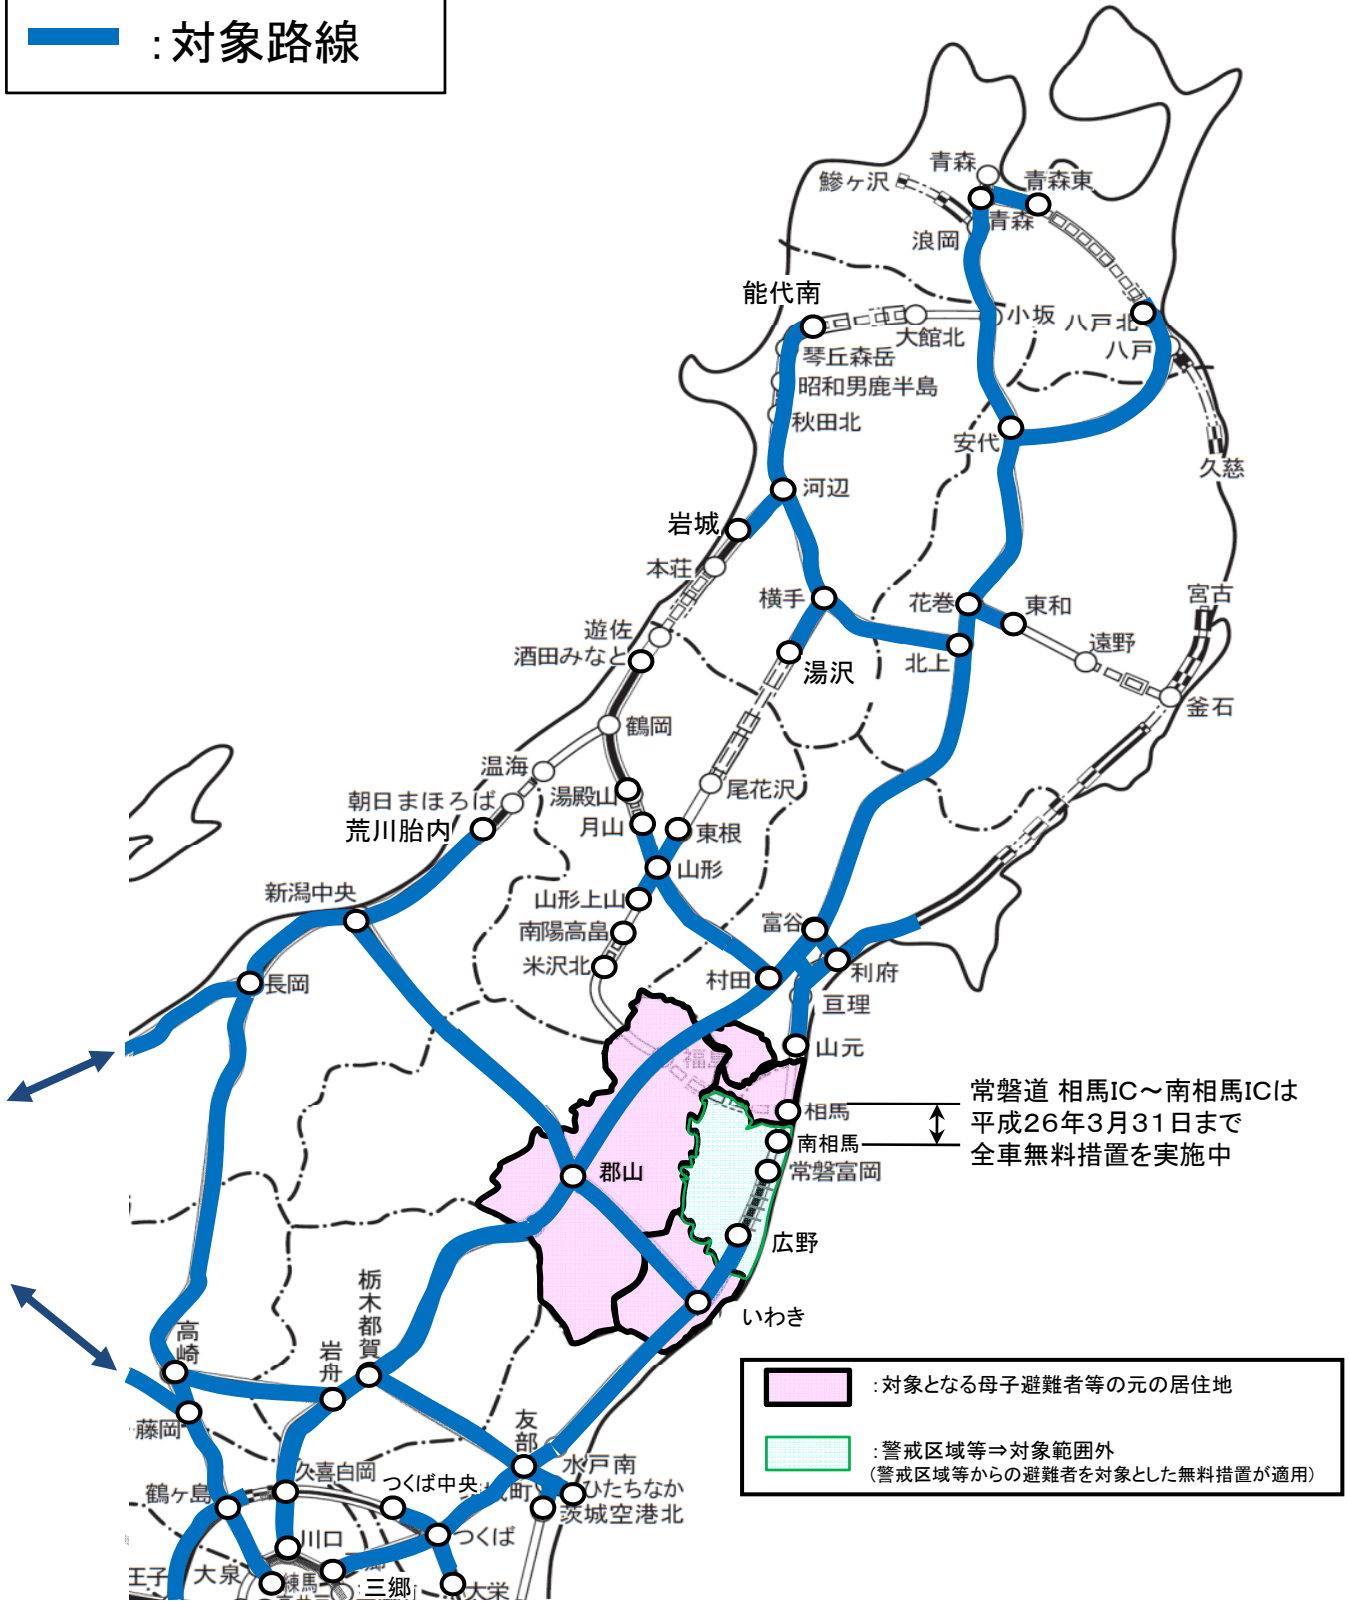 ：対象路線
青森
青森東
鰺ヶ沢
青森
浪岡
能代南
小坂
八戸北
大館北
八戸
琴丘森岳
昭和男鹿半島
秋田北
安代
久慈
河辺
岩城
本荘
横手
花巻
東和
宮古
遊佐
酒田みなと
北上
遠野
湯沢
釜石
鶴岡
温海
湯殿山
尾花沢
朝日まほろば
荒川胎内
月山
東根
山形
新潟中央
山形上山
富谷
南陽高畠
米沢北
村田
利府
長岡
亘理
山元
相馬
常磐道 相馬IC～南相馬ICは
平成26年3月31日まで
全車無料措置を実施中
南相馬
郡山
常磐富岡
広野
いわき
栃木都賀
高崎
岩舟
：対象となる母子避難者等の元の居住地
藤岡
友部
：警戒区域等⇒対象範囲外
（警戒区域等からの避難者を対象とした無料措置が適用）
水戸南
久喜白岡
つくば中央
ひたちなか
鶴ヶ島
茨城空港北
川口
つくば
大泉
練馬
三郷
大栄